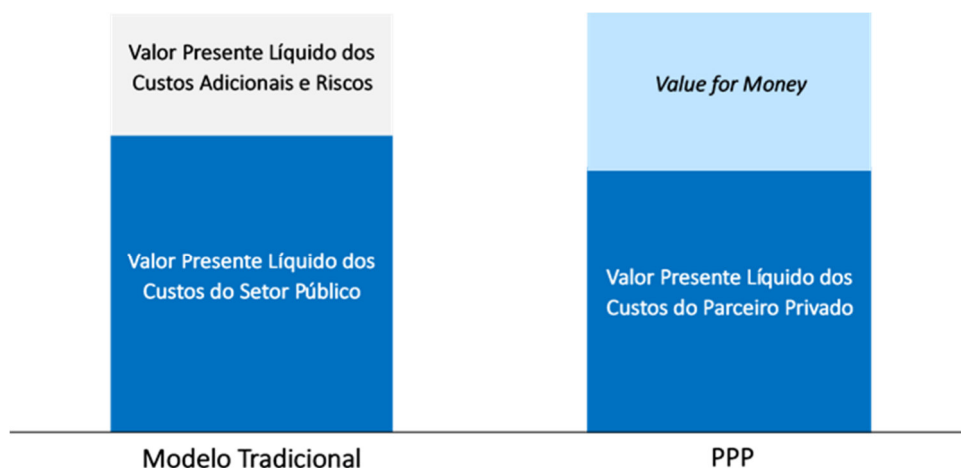 Valor Presente Líquido dos
Custos Adicionais e Riscos
Value for Money
Valor Presente Líquido dos
Custos do Setor Público
Valor Presente Líquido dos
Custos do Parceiro Privado
Modelo Tradicional
PPP